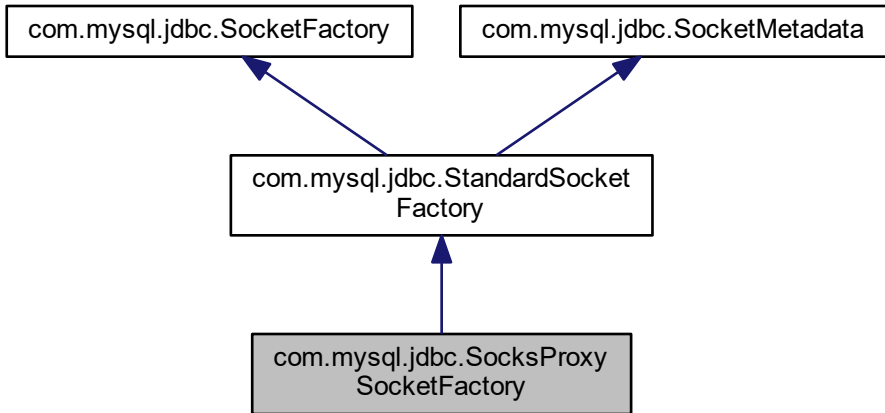 com.mysql.jdbc.SocketFactory
com.mysql.jdbc.SocketMetadata
com.mysql.jdbc.StandardSocket
Factory
com.mysql.jdbc.SocksProxy
SocketFactory